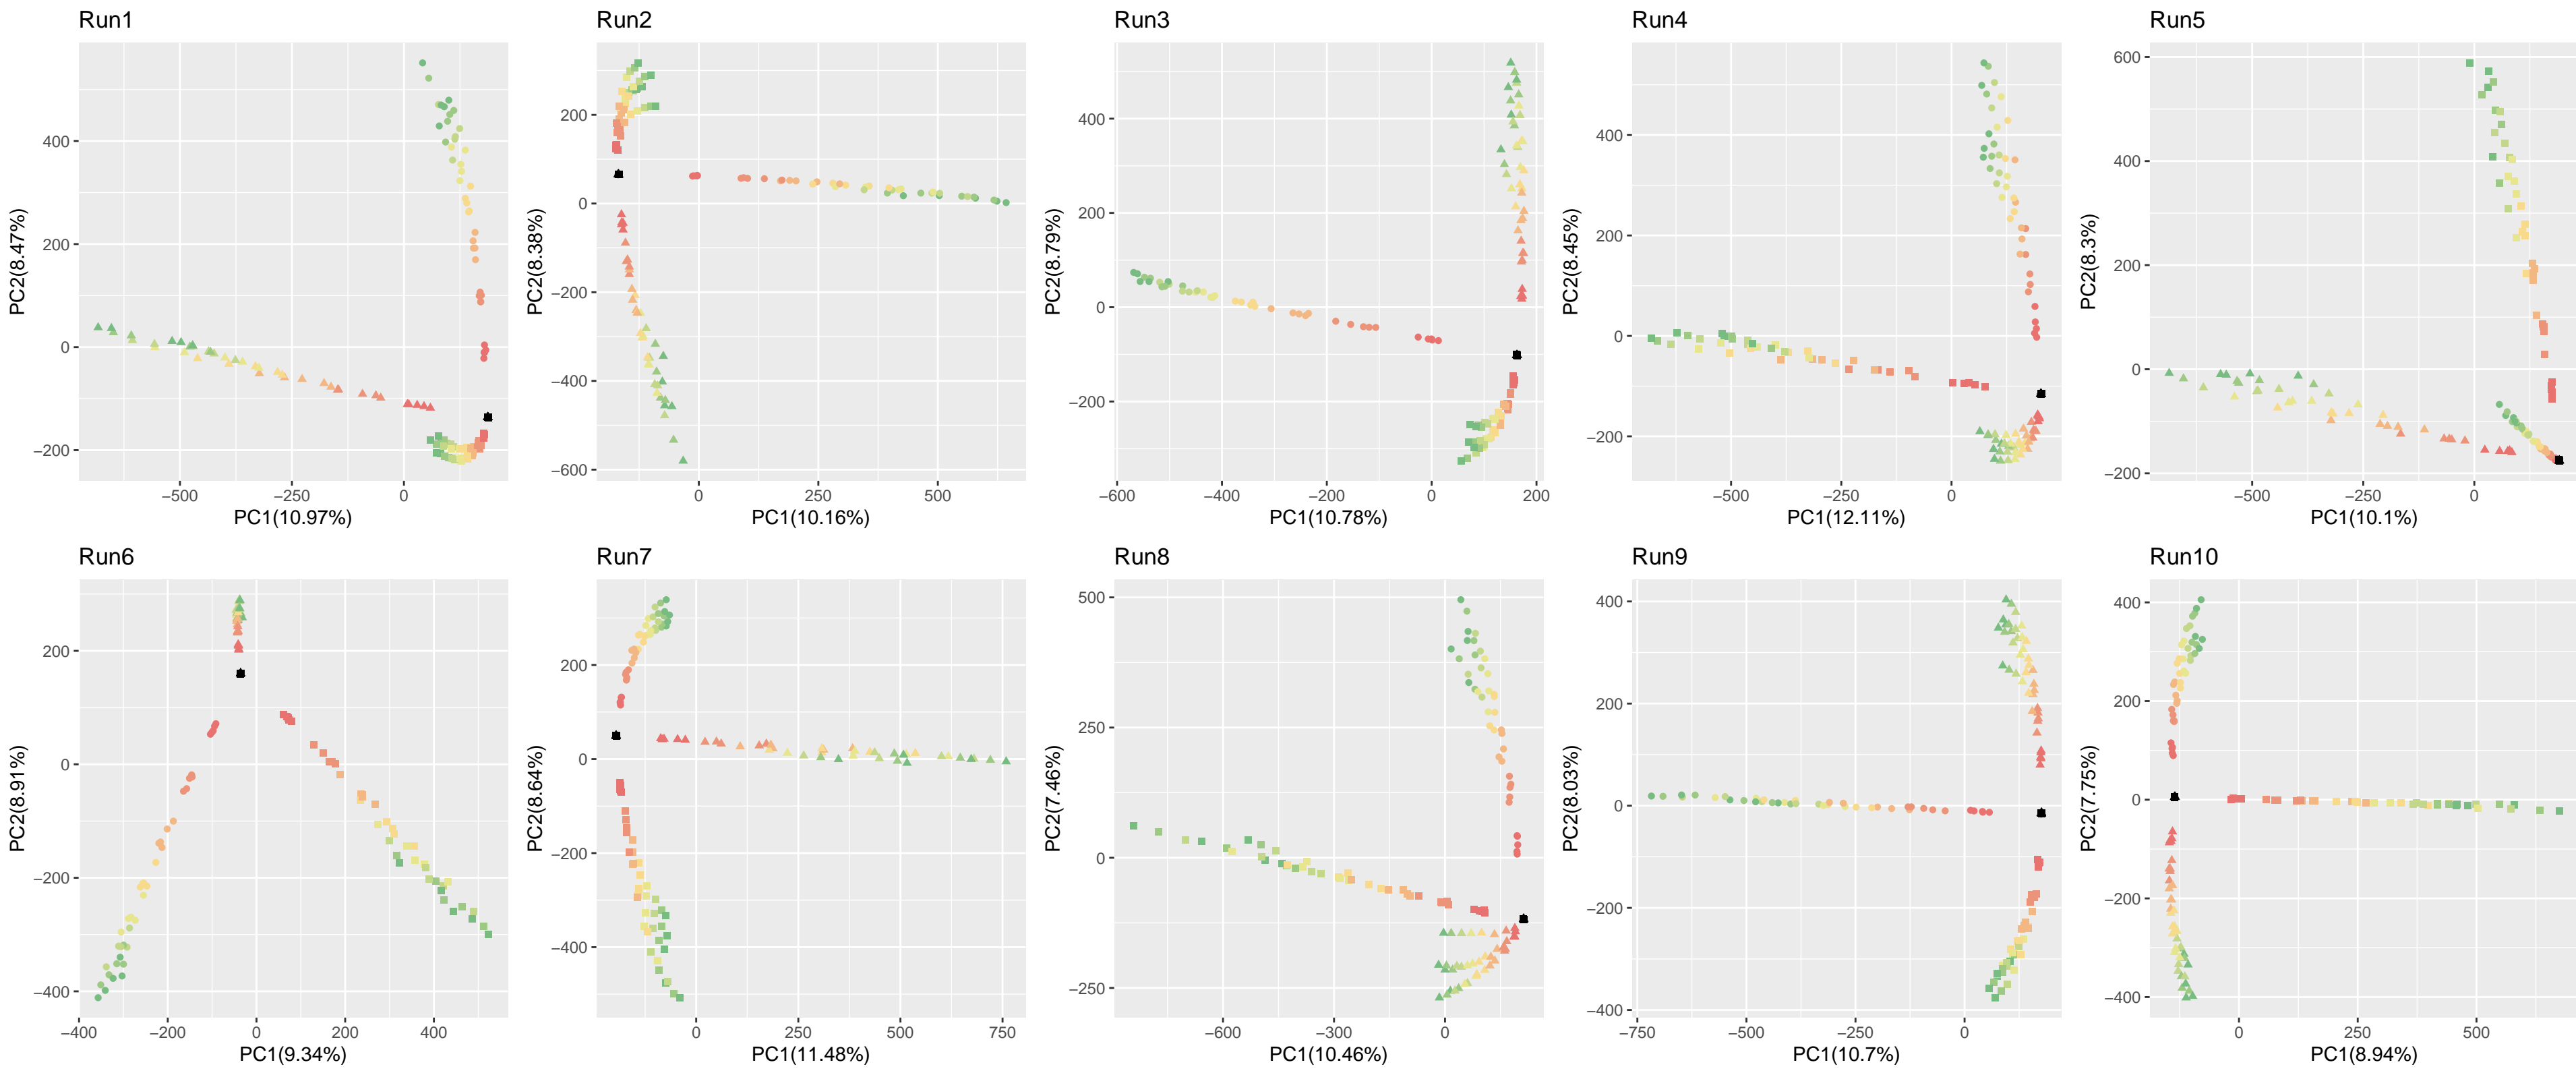 Run1
Run2
Run3
Run4
Run5
400
200
0
−200
−500
−250
0
PC1(10.97%)
PC2(8.47%)
200
0
−200
−400
−600
0
250
500
PC1(10.16%)
PC2(8.38%)
400
200
0
−200
−600
−400
−200
0
200
PC1(10.78%)
PC2(8.79%)
400
200
0
−200
−500
−250
0
PC1(12.11%)
PC2(8.45%)
600
400
200
0
−200
−500
−250
0
PC1(10.1%)
PC2(8.3%)
Run6
Run7
Run8
Run9
Run10
200
0
−200
−400
−400
−200
0
200
400
PC1(9.34%)
PC2(8.91%)
200
0
−200
−400
0
250
500
750
PC1(11.48%)
PC2(8.64%)
500
250
0
−250
−600
−300
0
PC1(10.46%)
PC2(7.46%)
400
200
0
−200
−400
−750
−500
−250
0
PC1(10.7%)
PC2(8.03%)
400
200
0
−200
−400
0
250
500
PC1(8.94%)
PC2(7.75%)